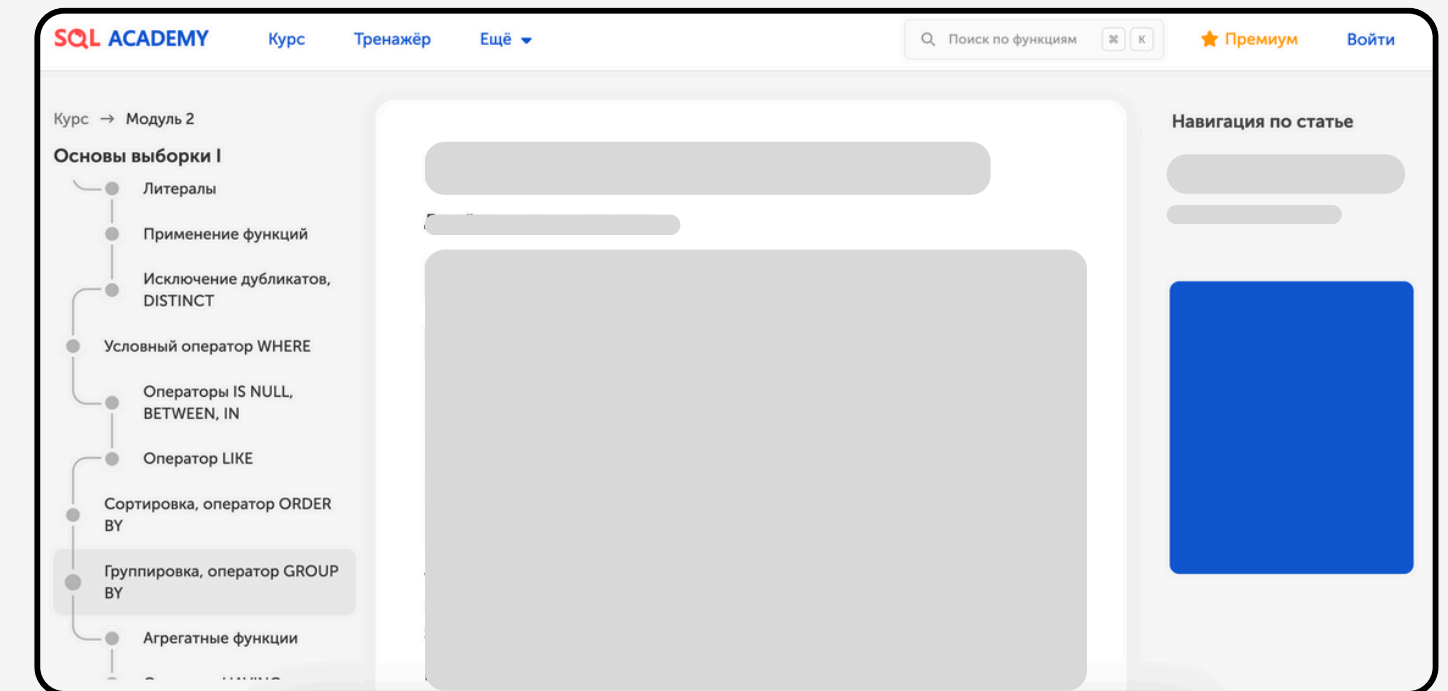 SQL ACADEMY Курс Тренажёр Ещё Поиск по функциям ⌘ K Премиум Войти
Курс → Модуль 2
Основы выборки I
Литералы
Применение функций
Исключение дубликатов,
DISTINCT
Условный оператор WHERE
Операторы IS NULL,
BETWEEN, IN
Оператор LIKE
Сортировка, оператор ORDER
BY
Группировка, оператор GROUP
BY
Агрегатные функции
Навигация по статье